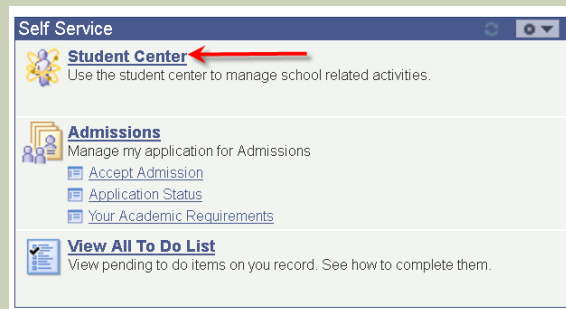 Self Service
Student Center
Use the student center to manage school related activities.
Admissions
Manage my application for Admissions
Accept Admission
Application Status
Your Academic Requirements
View All To Do List
View pending to do items on you record. See how to complete them.